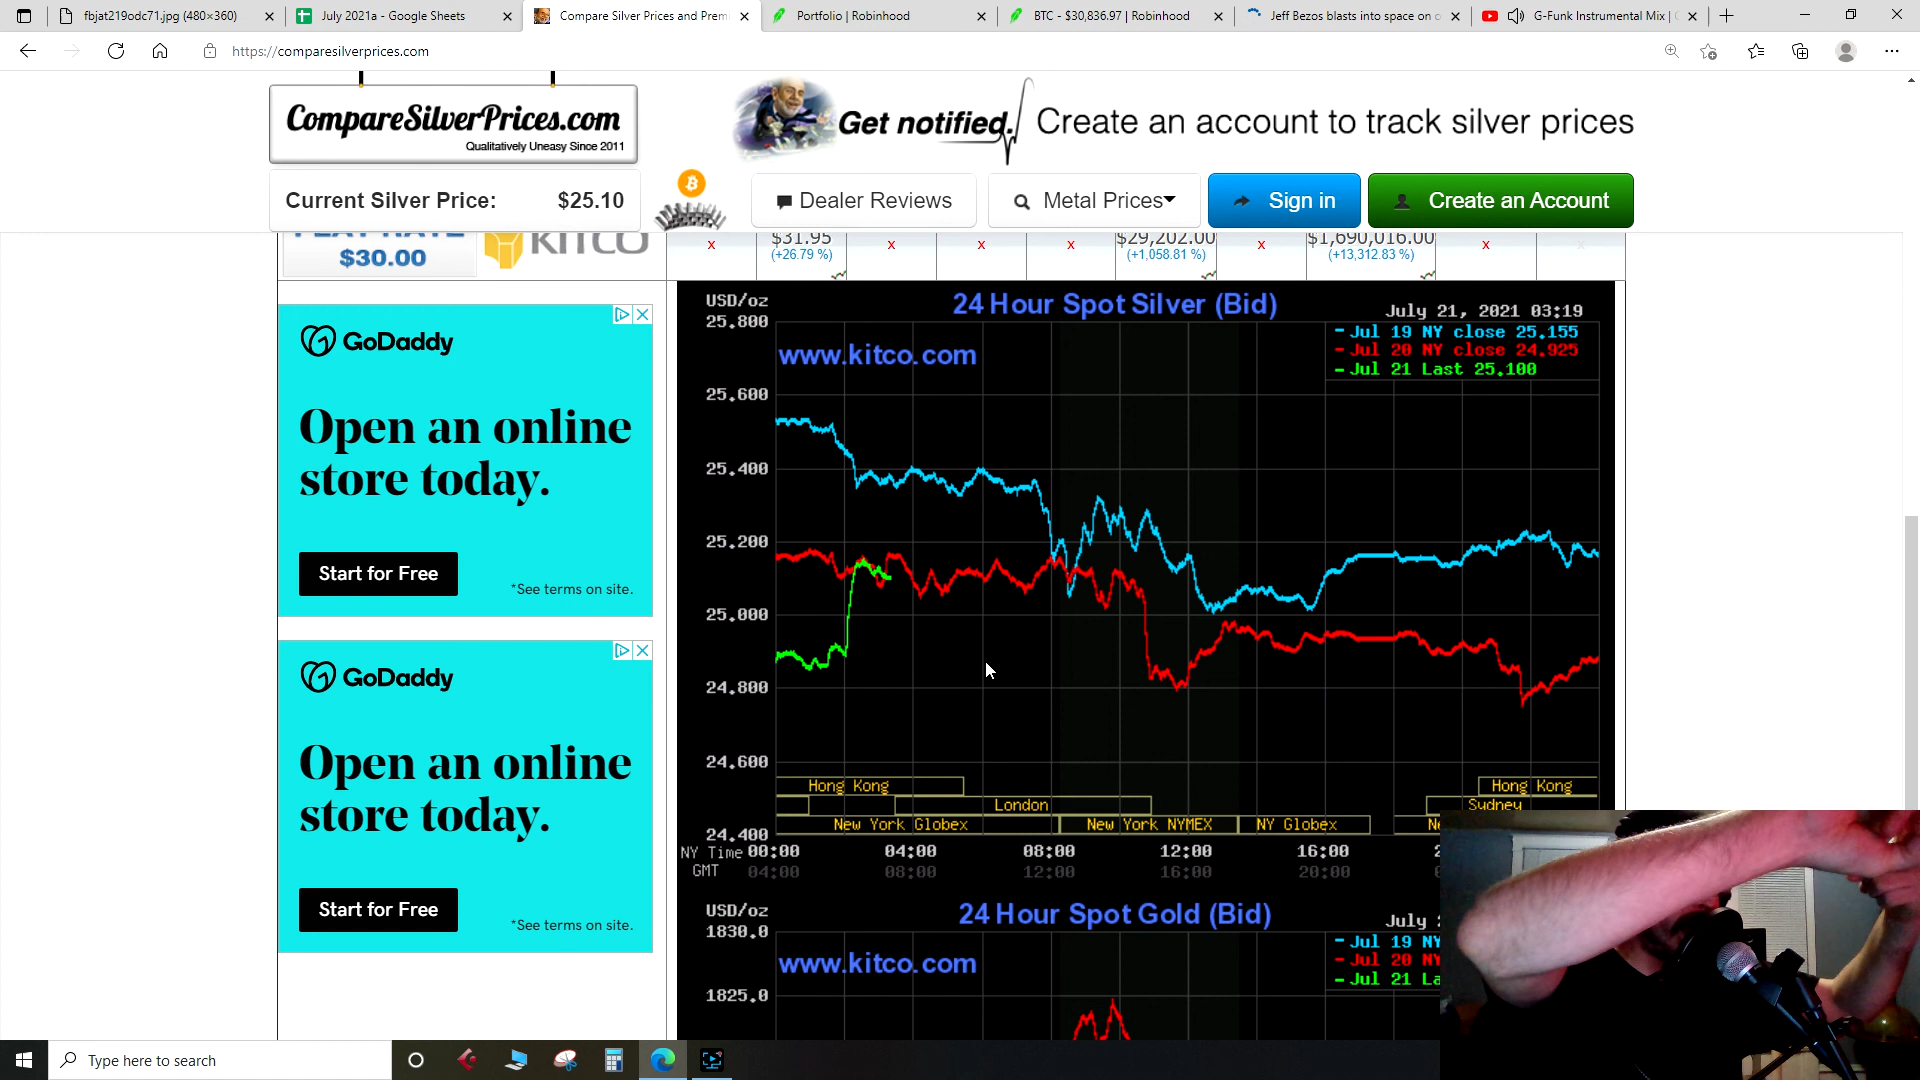 fbjat219odc71.jpg (480×360)
July 2021a - Google Sheets
Compare Silver Prices and Prem
Portfolio | Robinhood
BTC - $30,836.97 | Robinhood
Jeff Bezos blasts into space on o
G-Funk Instrumental Mix |
https://comparesilverprices.com
CompareSilverPrices.com
Qualitatively Uneasy Since 2011
Get notified.
Create an account to track silver prices
Current Silver Price: $25.10
Dealer Reviews
Metal Prices
Sign in
Create an Account
$30.00
KITCO
x
$31.95
(+26.79 %)
x
x
x
$29,202.00
(+1,058.81 %)
x
$1,690,016.00
(+13,312.83 %)
x
GoDaddy
Open an online
store today.
Start for Free
*See terms on site.
GoDaddy
Open an online
store today.
Start for Free
*See terms on site.
USD/oz
24 Hour Spot Silver (Bid)
July 21, 2021 03:19
www.kitco.com
Jul 19 NY close 25.155
Jul 20 NY close 24.925
Jul 21 Last 25.100
25.800
25.600
25.400
25.200
25.000
24.800
24.600
24.400
Hong Kong
Hong Kong
London
Sydney
New York Globex
New York NYMEX
NY Globex
NY Time 00:00 04:00 08:00 12:00 16:00
GMT 04:00 08:00 12:00 16:00 20:00
USD/oz
24 Hour Spot Gold (Bid)
July
1830.0
www.kitco.com
Jul 19 NY
Jul 20 NY
Jul 21 La
1825.0
Type here to search